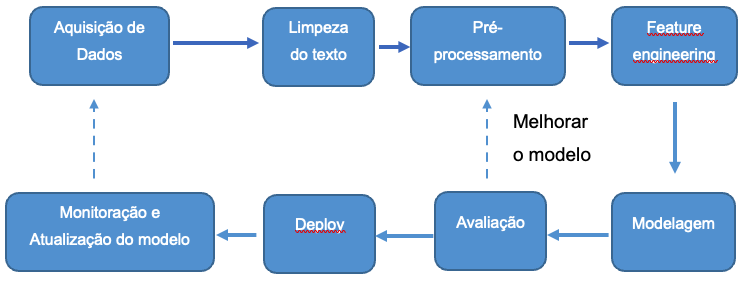 Aquisição de
Dados
Limpeza
do texto
Pré-
processamento
Feature
engineering
Melhorar
o modelo
Monitoração e
Atualização do modelo
Deploy
Avaliação
Modelagem